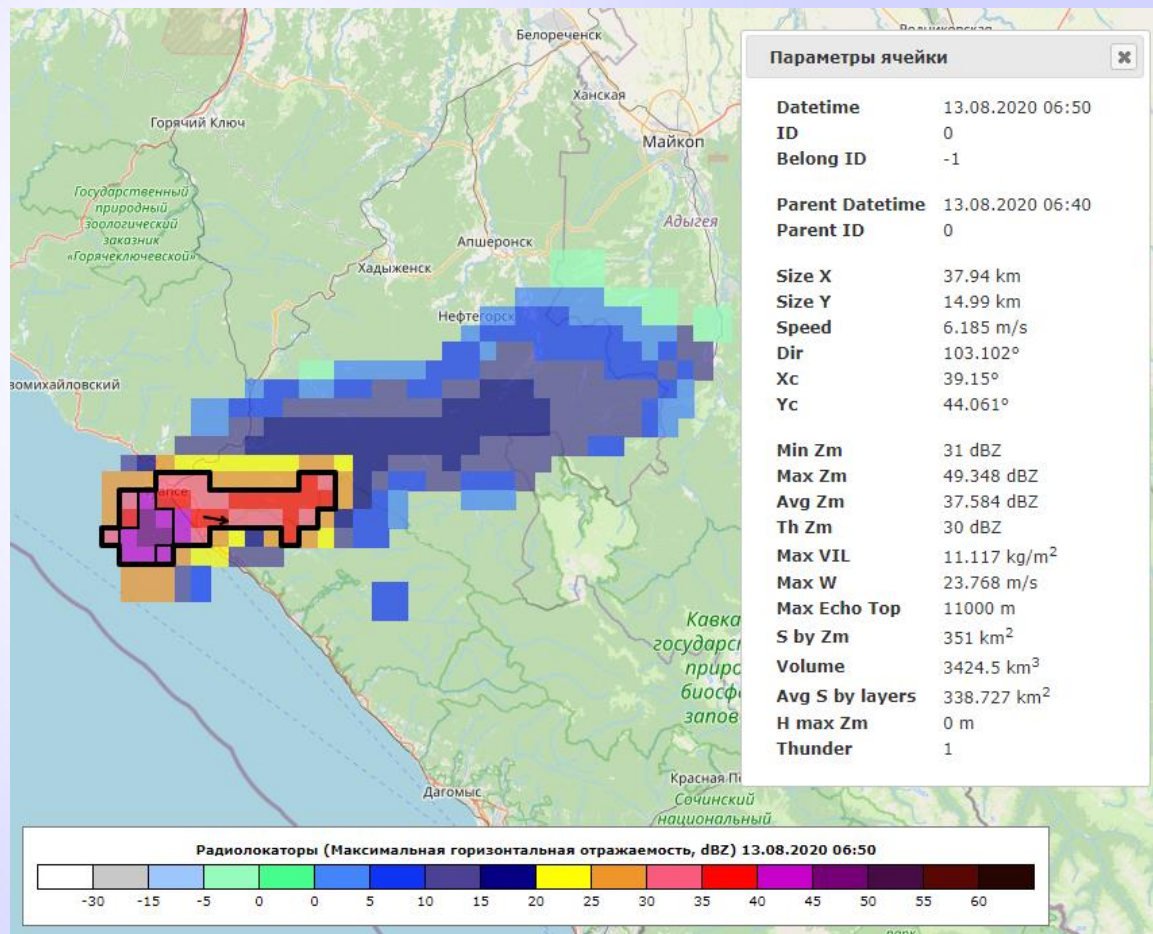 Белореченск
Родниковская
Ханская
Горячий Ключ
Майкоп
Государственный
природный
зоологический
заказник
«Горячеключевской»
Адыгея
Апшеронск
Хадыженск
Нефтегорск
вомихайловский
Туапсе
Кавка
государс
приро
биосф
запов
Красная По
Дагомыс
Сочинский
национальный
парк
Параметры ячейки
Datetime 13.08.2020 06:50
ID 0
Belong ID -1
Parent Datetime 13.08.2020 06:40
Parent ID 0
Size X 37.94 km
Size Y 14.99 km
Speed 6.185 m/s
Dir 103.102°
Xc 39.15°
Yc 44.061°
Min Zm 31 dBZ
Max Zm 49.348 dBZ
Avg Zm 37.584 dBZ
Th Zm 30 dBZ
Max VIL 11.117 kg/m²
Max W 23.768 m/s
Max Echo Top 11000 m
S by Zm 351 km²
Volume 3424.5 km³
Avg S by layers 338.727 km²
H max Zm 0 m
Thunder 1
Радиолокаторы (Максимальная горизонтальная отражаемость, dBZ) 13.08.2020 06:50
-30 -15 -5 0 0 5 10 15 20 25 30 35 40 45 50 55 60